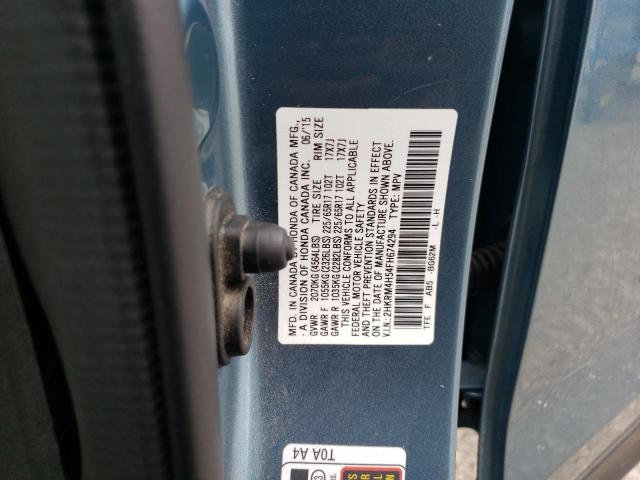 MFD. IN CANADA BY HONDA OF CANADA MFG.,
A DIVISION OF HONDA CANADA INC. 06/'15
GVWR 2070KG(4564LBS) TIRE SIZE RIM SIZE
GAWR F 1055KG(2326LBS) 225/65R17 102T 17X7J
GAWR R 1035KG(2282LBS) 225/65R17 102T 17X7J
THIS VEHICLE CONFORMS TO ALL APPLICABLE
FEDERAL MOTOR VEHICLE SAFETY
AND THEFT PREVENTION STANDARDS IN EFFECT
ON THE DATE OF MANUFACTURE SHOWN ABOVE.
V.I.N.: 2HKRM4H54FH674294 TYPE: MPV
TFE F AB5 -BG62M -L -H
T0A A4